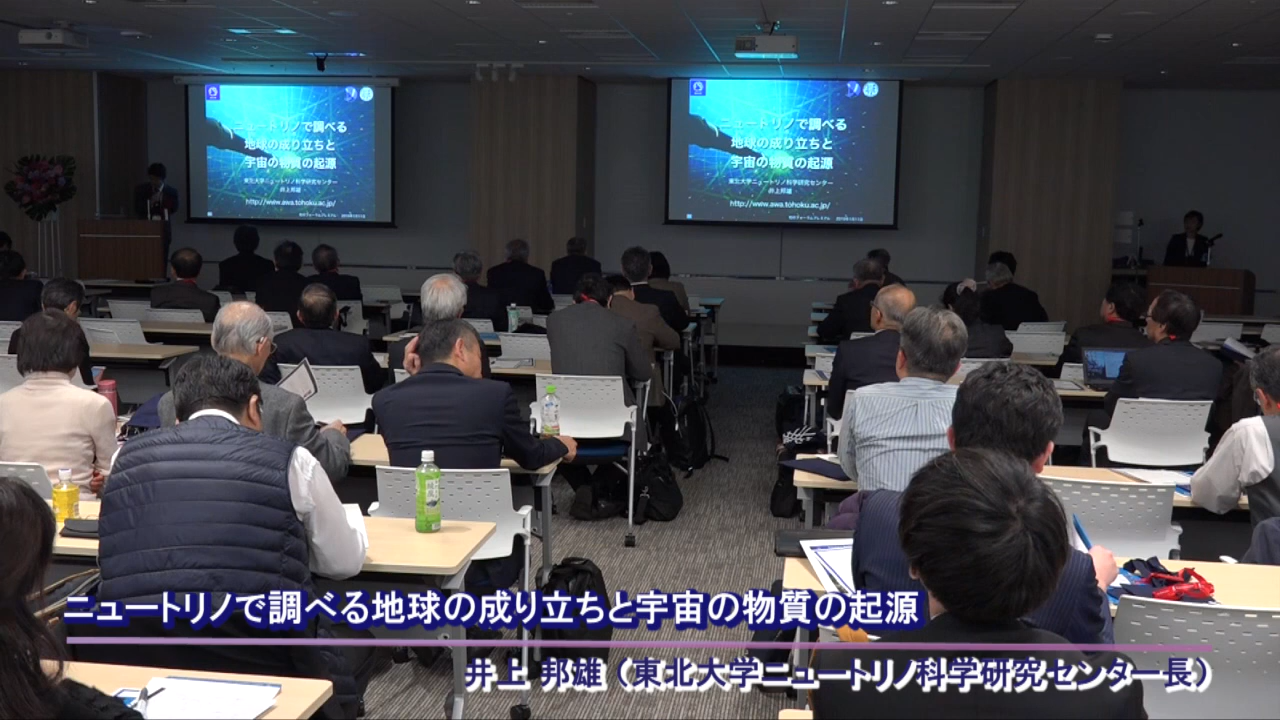 ニュートリノで調べる
地球の成り立ちと
宇宙の物質の起源
東北大学ニュートリノ科学研究センター
井上邦雄
http://www.awa.tohoku.ac.jp/
ニュートリノで調べる
地球の成り立ちと
宇宙の物質の起源
東北大学ニュートリノ科学研究センター
井上邦雄
http://www.awa.tohoku.ac.jp/
ニュートリノで調べる地球の成り立ちと宇宙の物質の起源
井上 邦雄（東北大学ニュートリノ科学研究センター長）